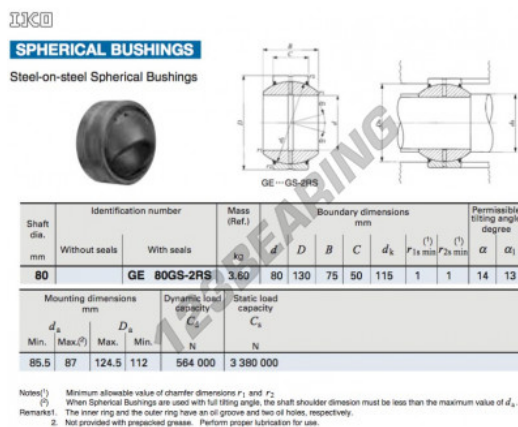 IKO
SPHERICAL BUSHINGS
Steel-on-steel Spherical Bushings
B
C
D
d
dk
Da
da
GE…GS-2RS
123BEARING
Shaft dia. mm
Identification number
Mass (Ref.) kg
Boundary dimensions mm
Permissible tilting angle degree
Without seals
With seals
d D B C dk r1s min(1) r2s min(1) α α1
80 GE 80GS-2RS 3.60 80 130 75 50 115 1 1 14 13
Mounting dimensions mm
Dynamic load capacity Cd N
Static load capacity Cs N
da Da
Min. Max.(2) Max. Min.
85.5 87 124.5 112 564 000 3 380 000
Notes(1) Minimum allowable value of chamfer dimensions r1 and r2
(2) When Spherical Bushings are used with full tilting angle, the shaft shoulder dimesion must be less than the maximum value of da.
Remarks1. The inner ring and the outer ring have an oil groove and two oil holes, respectively.
2. Not provided with prepacked grease. Perform proper lubrication for use.